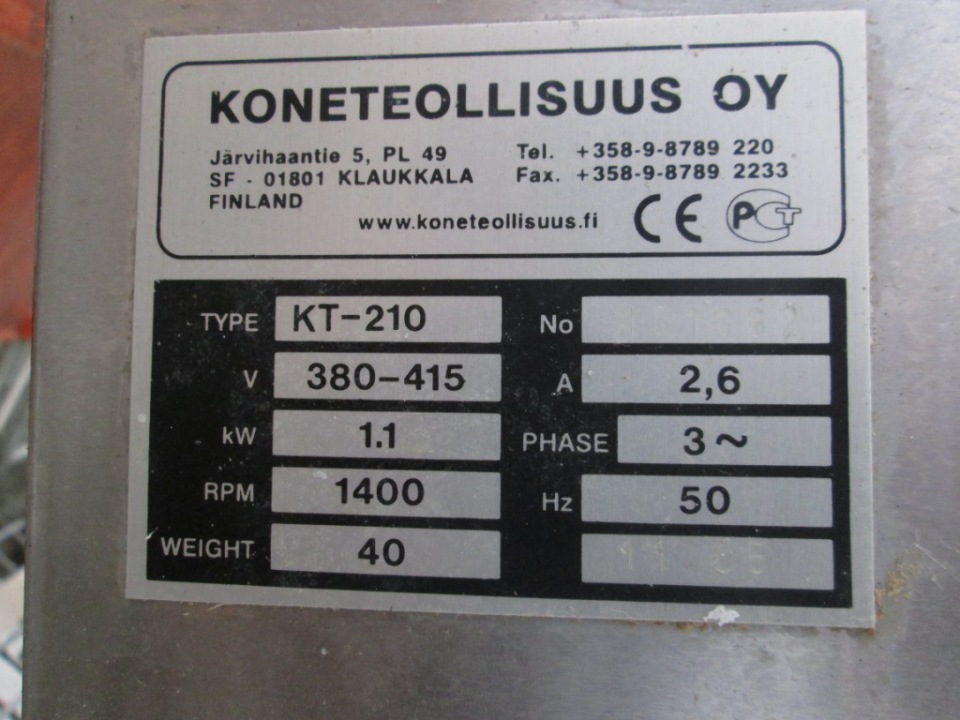 KONETEOLLISUUS OY
Järvihaantie 5, PL 49
SF - 01801 KLAUKKALA
FINLAND
Tel. +358-9-8789 220
Fax. +358-9-8789 2233
www.koneteollisuus.fi CE PCT
TYPE KT-210 No
V 380-415 A 2,6
kW 1.1 PHASE 3~
RPM 1400 Hz 50
WEIGHT 40